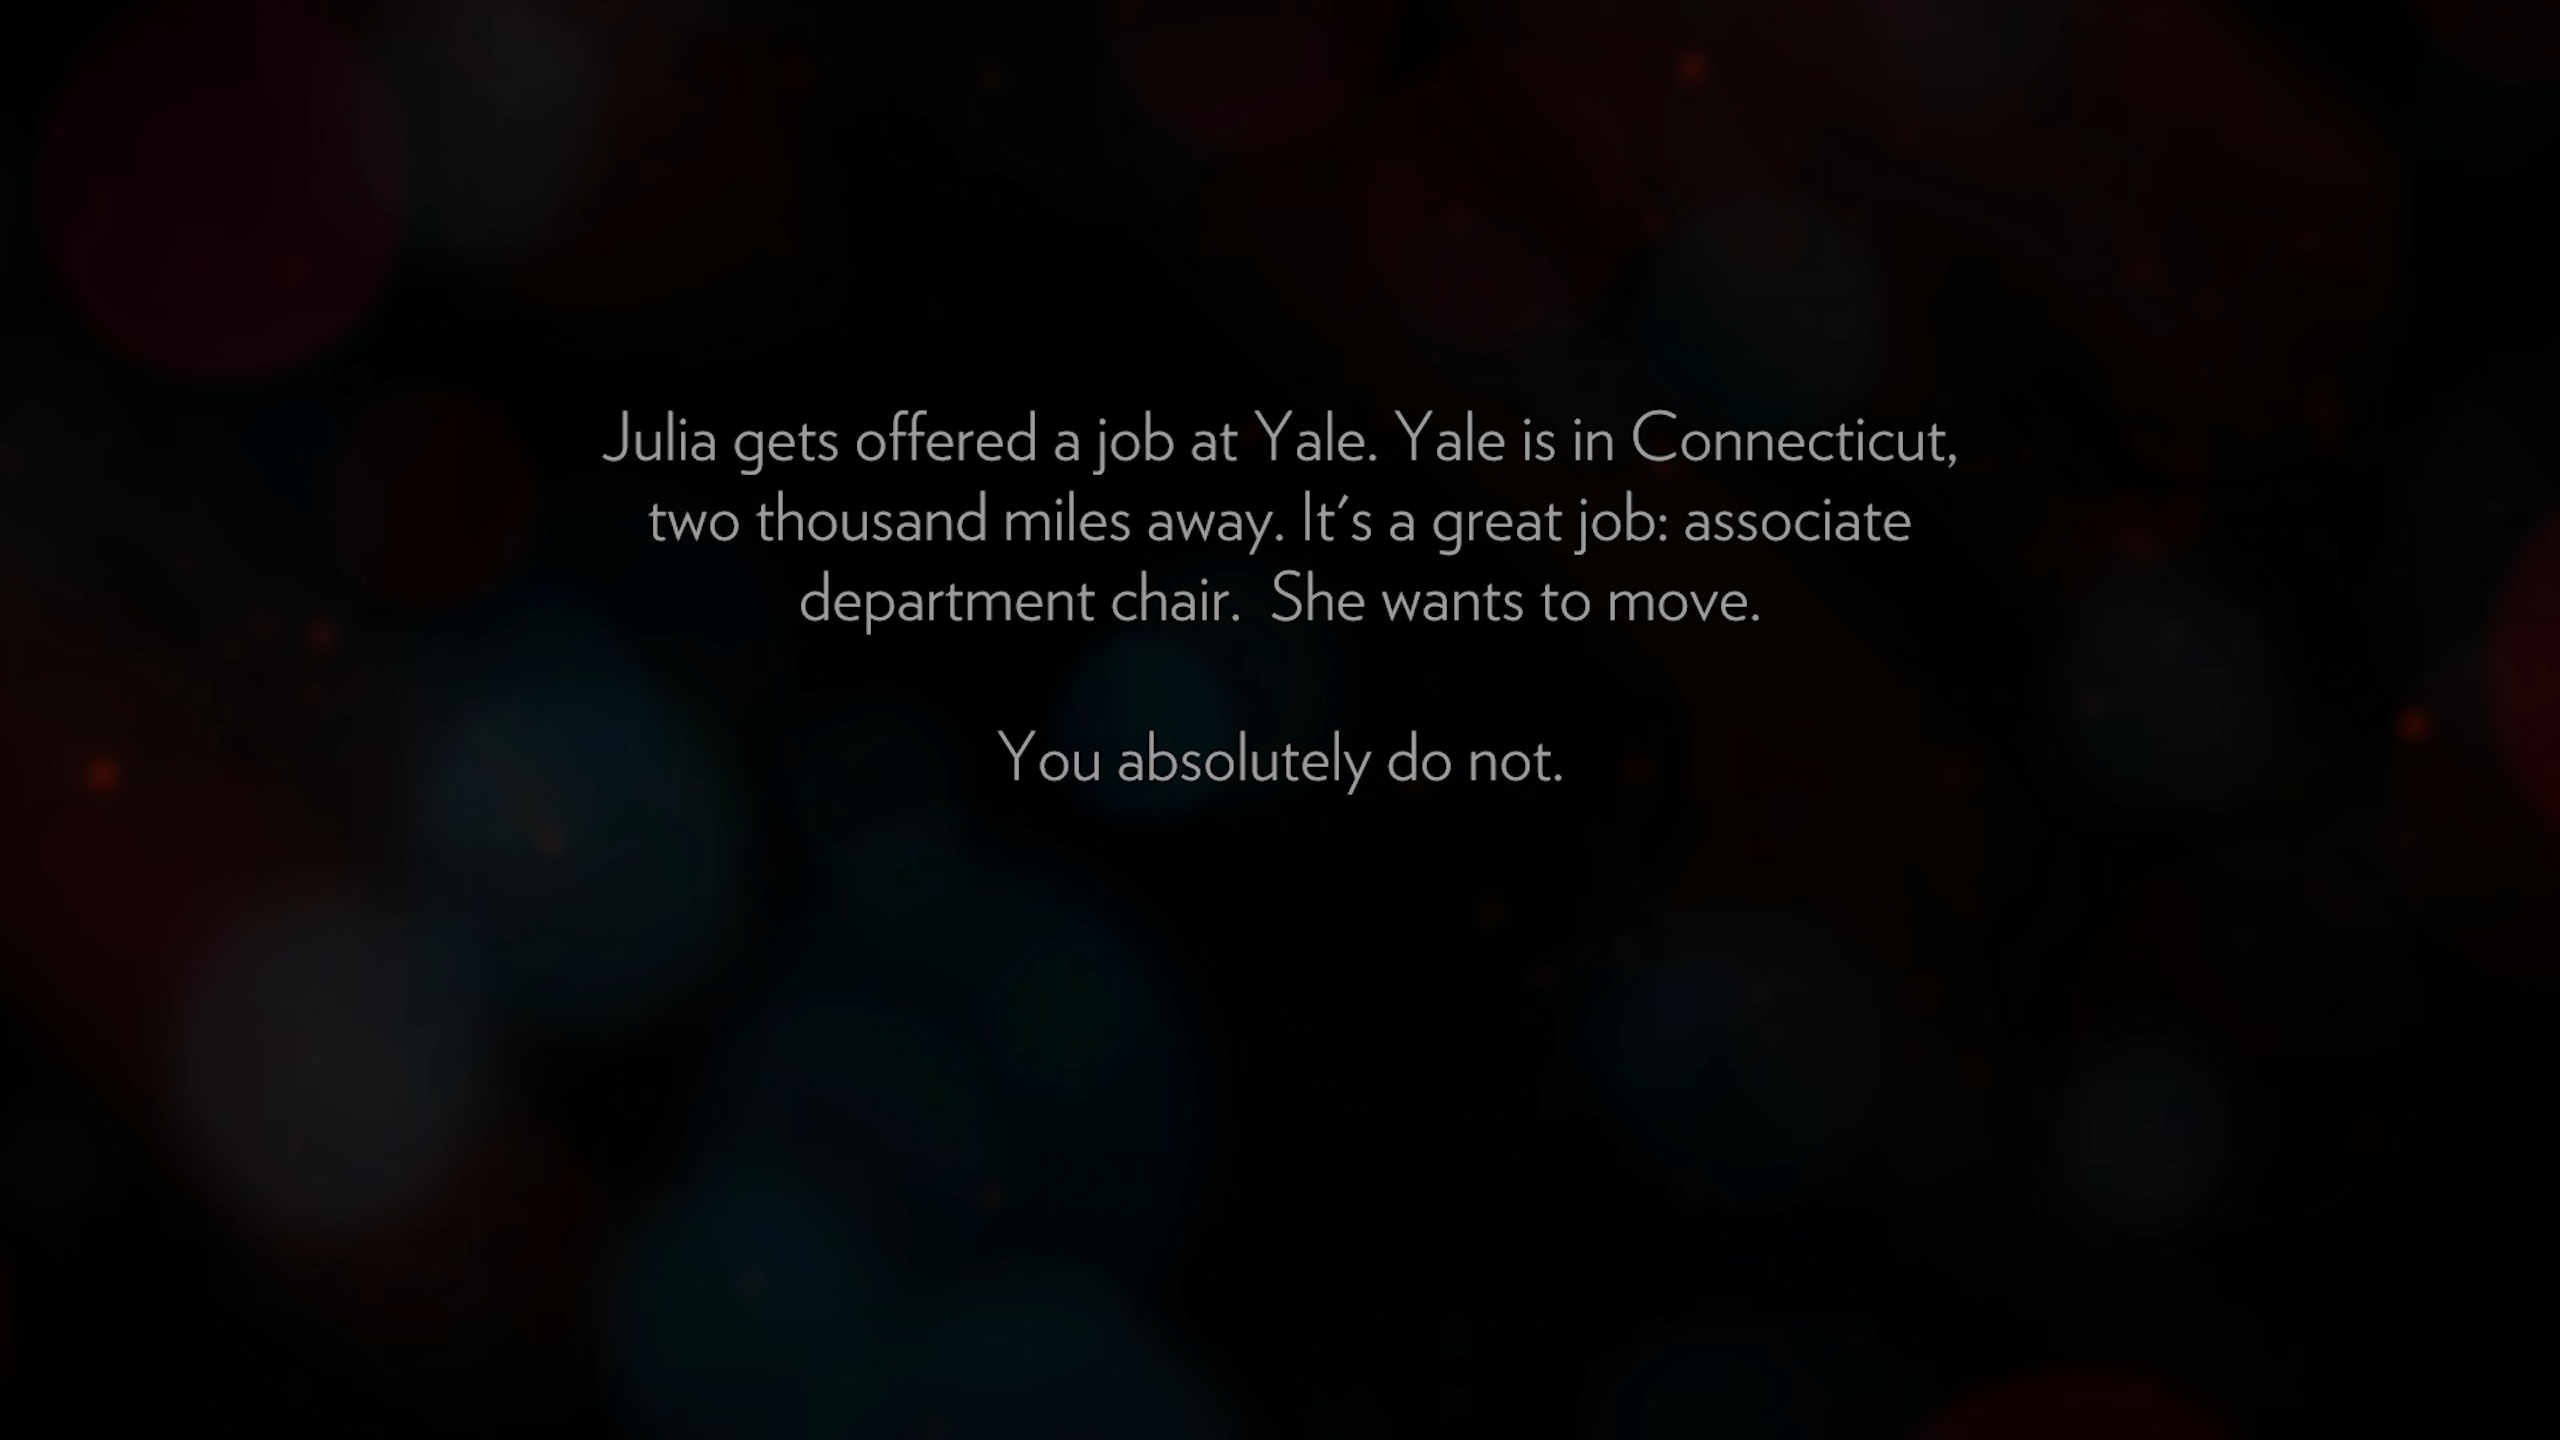 Julia gets offered a job at Yale. Yale is in Connecticut,
two thousand miles away. It's a great job: associate
department chair.  She wants to move.
You absolutely do not.